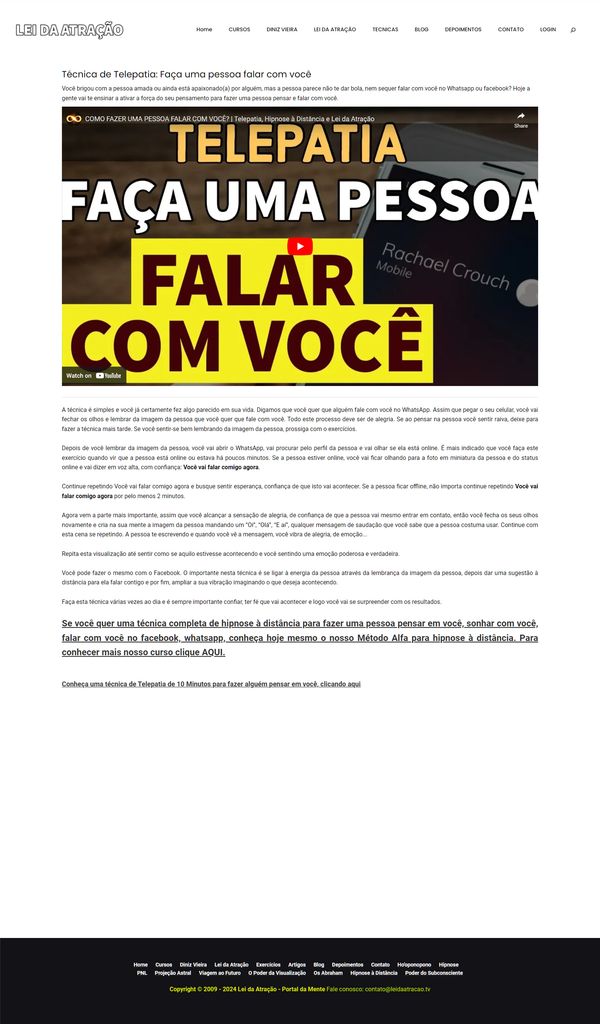 LEI DA ATRAÇÃO
Home CURSOS DINIZ VIEIRA LEI DA ATRAÇÃO TECNICAS BLOG DEPOIMENTOS CONTATO LOGIN
Técnica de Telepatia: Faça uma pessoa falar com você
Você brigou com a pessoa amada ou ainda está apaixonado(a) por alguém, mas a pessoa parece não te dar bola, nem sequer falar com você no Whatsapp ou facebook? Hoje a
gente vai te ensinar a ativar a força do seu pensamento para fazer uma pessoa pensar e falar com você.
COMO FAZER UMA PESSOA FALAR COM VOCÊ? | Telepatia, Hipnose à Distância e Lei da Atração
Share
TELEPATIA
FAÇA UMA PESSOA
Rachael Crouch
Mobile
FALAR
COM VOCÊ
Watch on YouTube
A técnica é simples e você já certamente fez algo parecido em sua vida. Digamos que você quer que alguém fale com você no WhatsApp. Assim que pegar o seu celular, você vai
fechar os olhos e lembrar da imagem da pessoa que você quer que fale com você. Todo este processo deve ser de alegria. Se ao pensar na pessoa você sentir raiva, deixe para
fazer a técnica mais tarde. Se você sentir-se bem lembrando da imagem da pessoa, prossiga com o exercícios.
Depois de você lembrar da imagem da pessoa, você vai abrir o WhatsApp, vai procurar pelo perfil da pessoa e vai olhar se ela está online. É mais indicado que você faça este
exercício quando vir que a pessoa está online ou estava há poucos minutos. Se a pessoa estiver online, você vai ficar olhando para a foto em miniatura da pessoa e do status
online e vai dizer em voz alta, com confiança: Você vai falar comigo agora.
Continue repetindo Você vai falar comigo agora e busque sentir esperança, confiança de que isto vai acontecer. Se a pessoa ficar offline, não importa continue repetindo Você vai
falar comigo agora por pelo menos 2 minutos.
Agora vem a parte mais importante, assim que você alcançar a sensação de alegria, de confiança de que a pessoa vai mesmo entrar em contato, então você fecha os seus olhos
novamente e cria na sua mente a imagem da pessoa mandando um "Oi", "Olá", "E aí", qualquer mensagem de saudação que você sabe que a pessoa costuma usar. Continue com
esta cena se repetindo. A pessoa te escrevendo e quando você vê a mensagem, você vibra de alegria, de emoção...
Repita esta visualização até sentir como se aquilo estivesse acontecendo e você sentindo uma emoção poderosa e verdadeira.
Você pode fazer o mesmo com o Facebook. O importante nesta técnica é se ligar à energia da pessoa através da lembrança da imagem da pessoa, depois dar uma sugestão à
distância para ela falar contigo e por fim, ampliar a sua vibração imaginando o que deseja acontecendo.
Faça esta técnica várias vezes ao dia e é sempre importante confiar, ter fé que vai acontecer e logo você vai se surpreender com os resultados.
Se você quer uma técnica completa de hipnose à distância para fazer uma pessoa pensar em você, sonhar com você,
falar com você no facebook, whatsapp, conheça hoje mesmo o nosso Método Alfa para hipnose à distância. Para
conhecer mais nosso curso clique AQUI.
Conheça uma técnica de Telepatia de 10 Minutos para fazer alguém pensar em você, clicando aqui
Home Cursos Diniz Vieira Lei da Atração Exercícios Artigos Blog Depoimentos Contato Ho'oponopono Hipnose
PNL Projeção Astral Viagem ao Futuro O Poder da Visualização Os Abraham Hipnose à Distância Poder do Subconsciente
Copyright © 2009 - 2024 Lei da Atração - Portal da Mente Fale conosco: contato@leidaatracao.tv